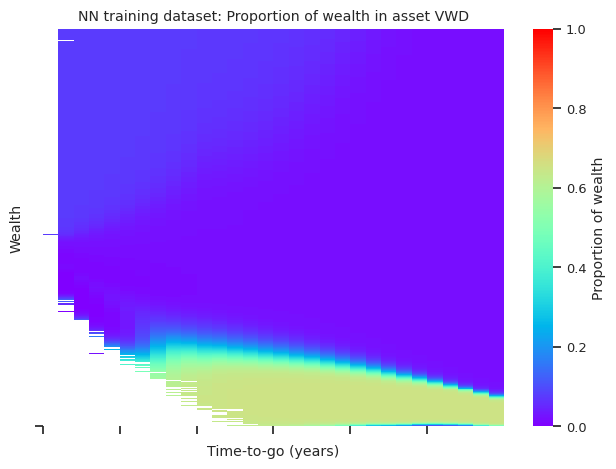 NN training dataset: Proportion of wealth in asset VWD
Wealth
Time-to-go (years)
1.0
0.8
0.6
0.4
0.2
0.0
Proportion of wealth